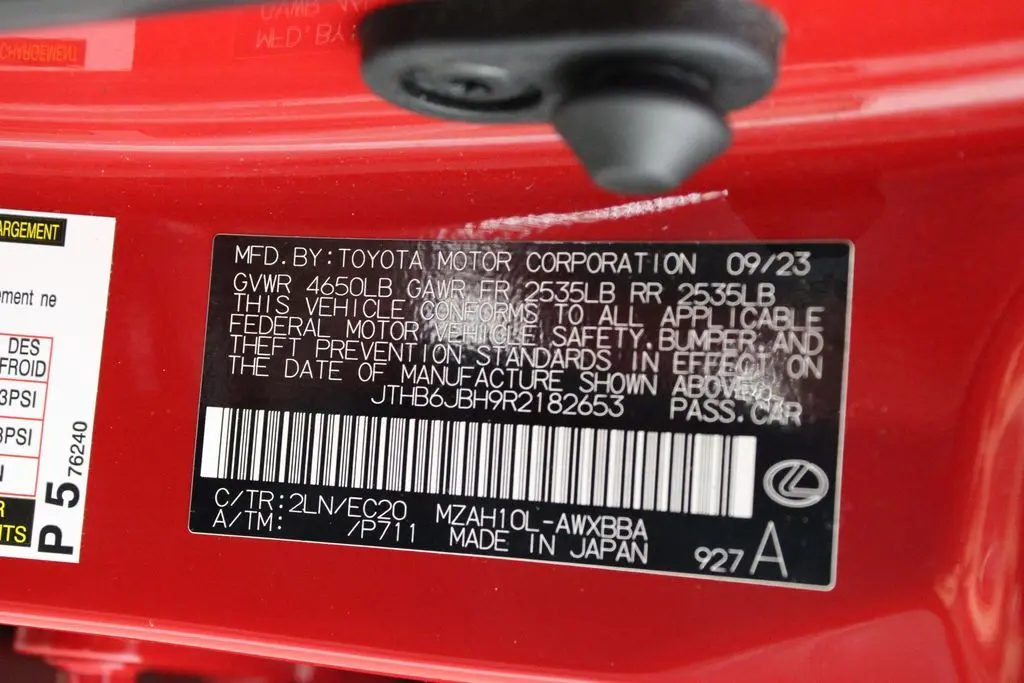 MFD.BY:TOYOTA MOTOR CORPORATION 09/23
GVWR 4650LB GAWR FR 2535LB RR 2535LB
THIS VEHICLE CONFORMS TO ALL APPLICABLE
FEDERAL MOTOR VEHICLE SAFETY,BUMPER,AND
THEFT PREVENTION STANDARDS IN EFFECT ON
THE DATE OF MANUFACTURE SHOWN ABOVE.
JTHB6JBH9R2182653 PASS.CAR
C/TR:2LN/EC20 MZAH10L-AWXBBA
A/TM: /P711 MADE IN JAPAN
927 A
ARGEMENT
ement ne
DES
FROID
3PSI
3PSI
P 5 76240